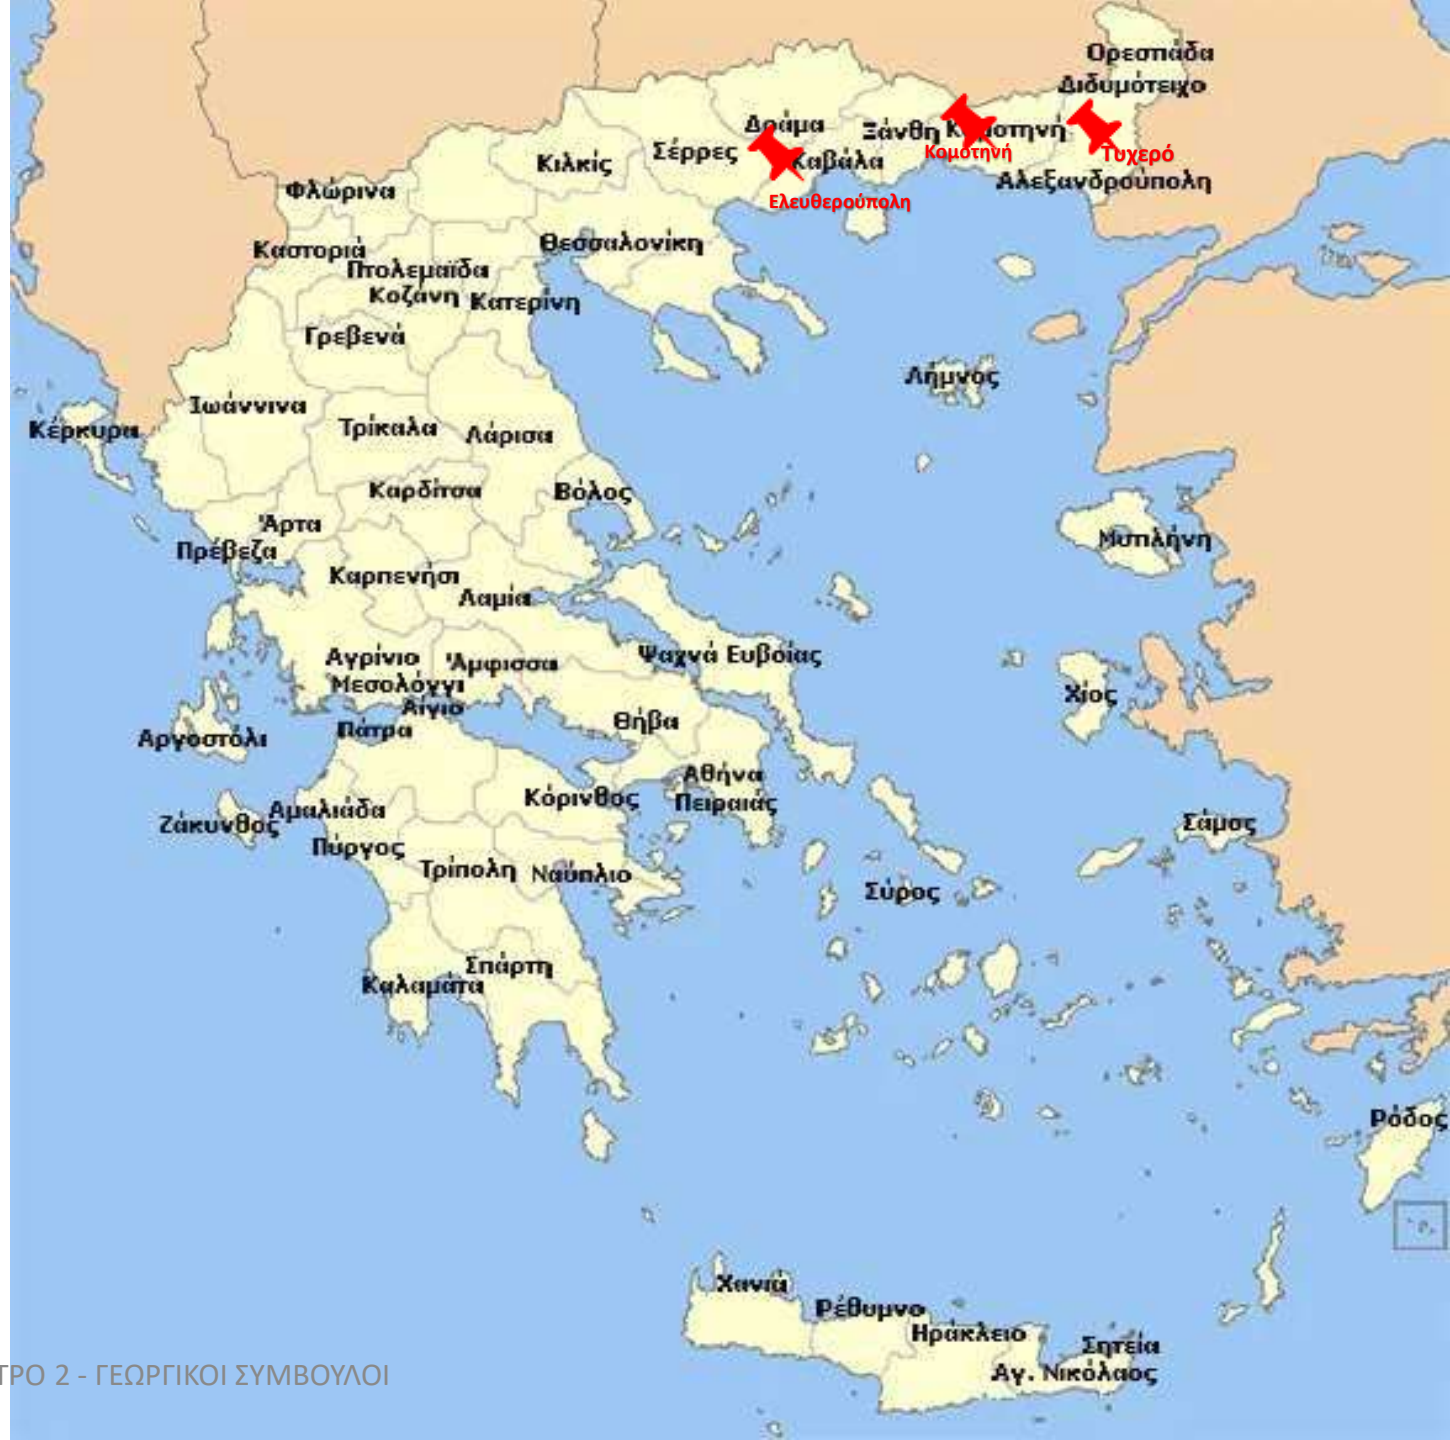 Ορεστιάδα
Διδυμότειχο
Δράμα
Ξάνθη
Κομοτηνή
Σέρρες
Καβάλα
Κομοτηνή
Τυχερό
Κιλκίς
Αλεξανδρούπολη
Φλώρινα
Ελευθερούπολη
Καστοριά
Θεσσαλονίκη
Πτολεμαΐδα
Κοζάνη
Κατερίνη
Γρεβενά
Λήμνος
Ιωάννινα
Κέρκυρα
Τρίκαλα
Λάρισα
Καρδίτσα
Βόλος
Άρτα
Πρέβεζα
Μυτιλήνη
Καρπενήσι
Λαμία
Αγρίνιο
Άμφισσα
Ψαχνά Ευβοίας
Μεσολόγγι
Χίος
Αίγιο
Πάτρα
Θήβα
Αργοστόλι
Αθήνα
Κόρινθος
Πειραιάς
Αμαλιάδα
Ζάκυνθος
Σάμος
Πύργος
Τρίπολη
Ναύπλιο
Σύρος
Σπάρτη
Καλαμάτα
Ρόδος
Χανιά
Ρέθυμνο
Ηράκλειο
Σητεία
Αγ. Νικόλαος
ΤΡΟ 2 - ΓΕΩΡΓΙΚΟΙ ΣΥΜΒΟΥΛΟΙ